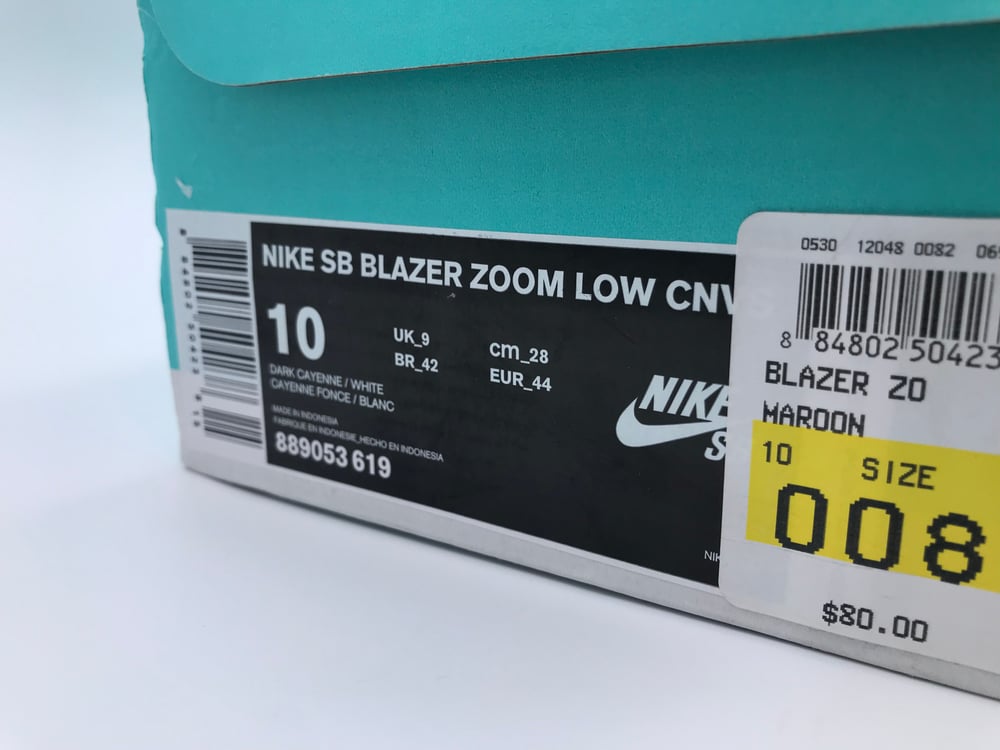 NIKE SB BLAZER ZOOM LOW CNVS
10
UK_9
BR_42
cm_28
EUR_44
DARK CAYENNE / WHITE
CAYENNE FONCE / BLANC
MADE IN INDONESIA
FABRIQUE EN INDONESIE_HECHO EN INDONESIA
889053 619
NIKE
0530 12048 0082
8 84802 50423
BLAZER ZO
MAROON
10 SIZE
008
$80.00